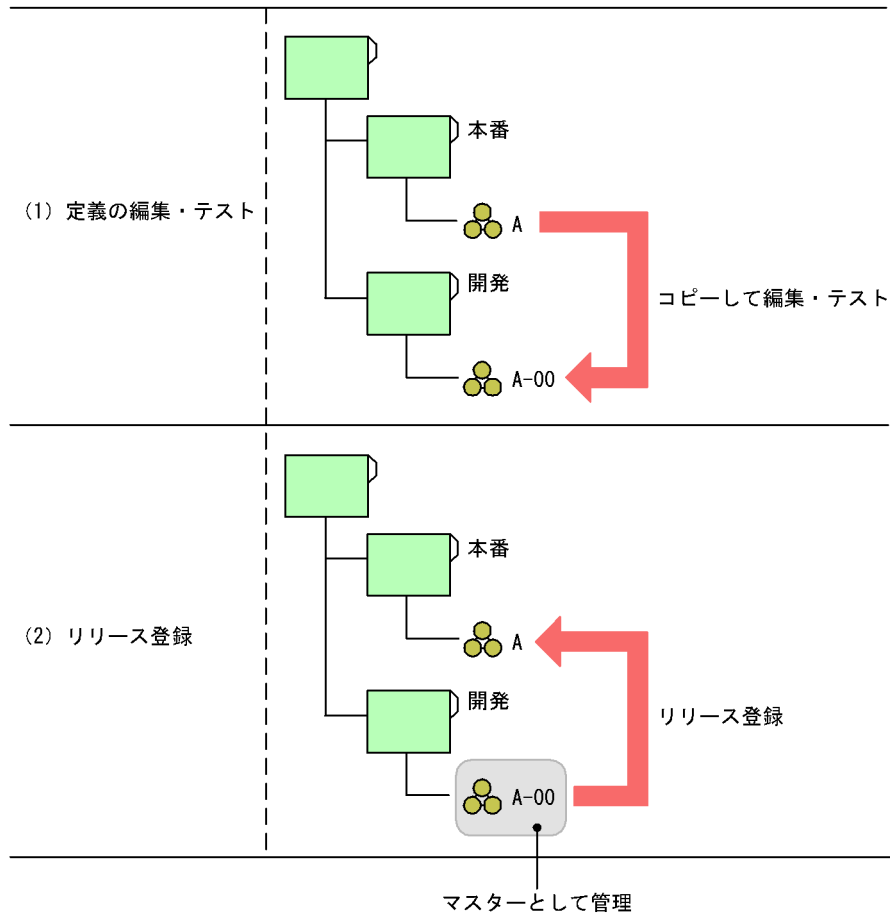 (1) 定義の編集・テスト
本番
A
開発
コピーして編集・テスト
A-00
(2) リリース登録
本番
A
開発
リリース登録
A-00
マスターとして管理